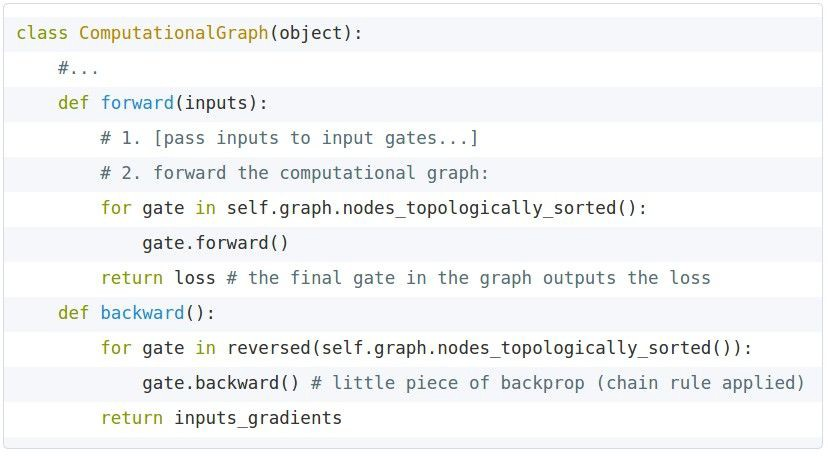 class ComputationalGraph(object):
    #...
    def forward(inputs):
        # 1. [pass inputs to input gates...]
        # 2. forward the computational graph:
        for gate in self.graph.nodes_topologically_sorted():
            gate.forward()
        return loss # the final gate in the graph outputs the loss
    def backward():
        for gate in reversed(self.graph.nodes_topologically_sorted()):
            gate.backward() # little piece of backprop (chain rule applied)
        return inputs_gradients